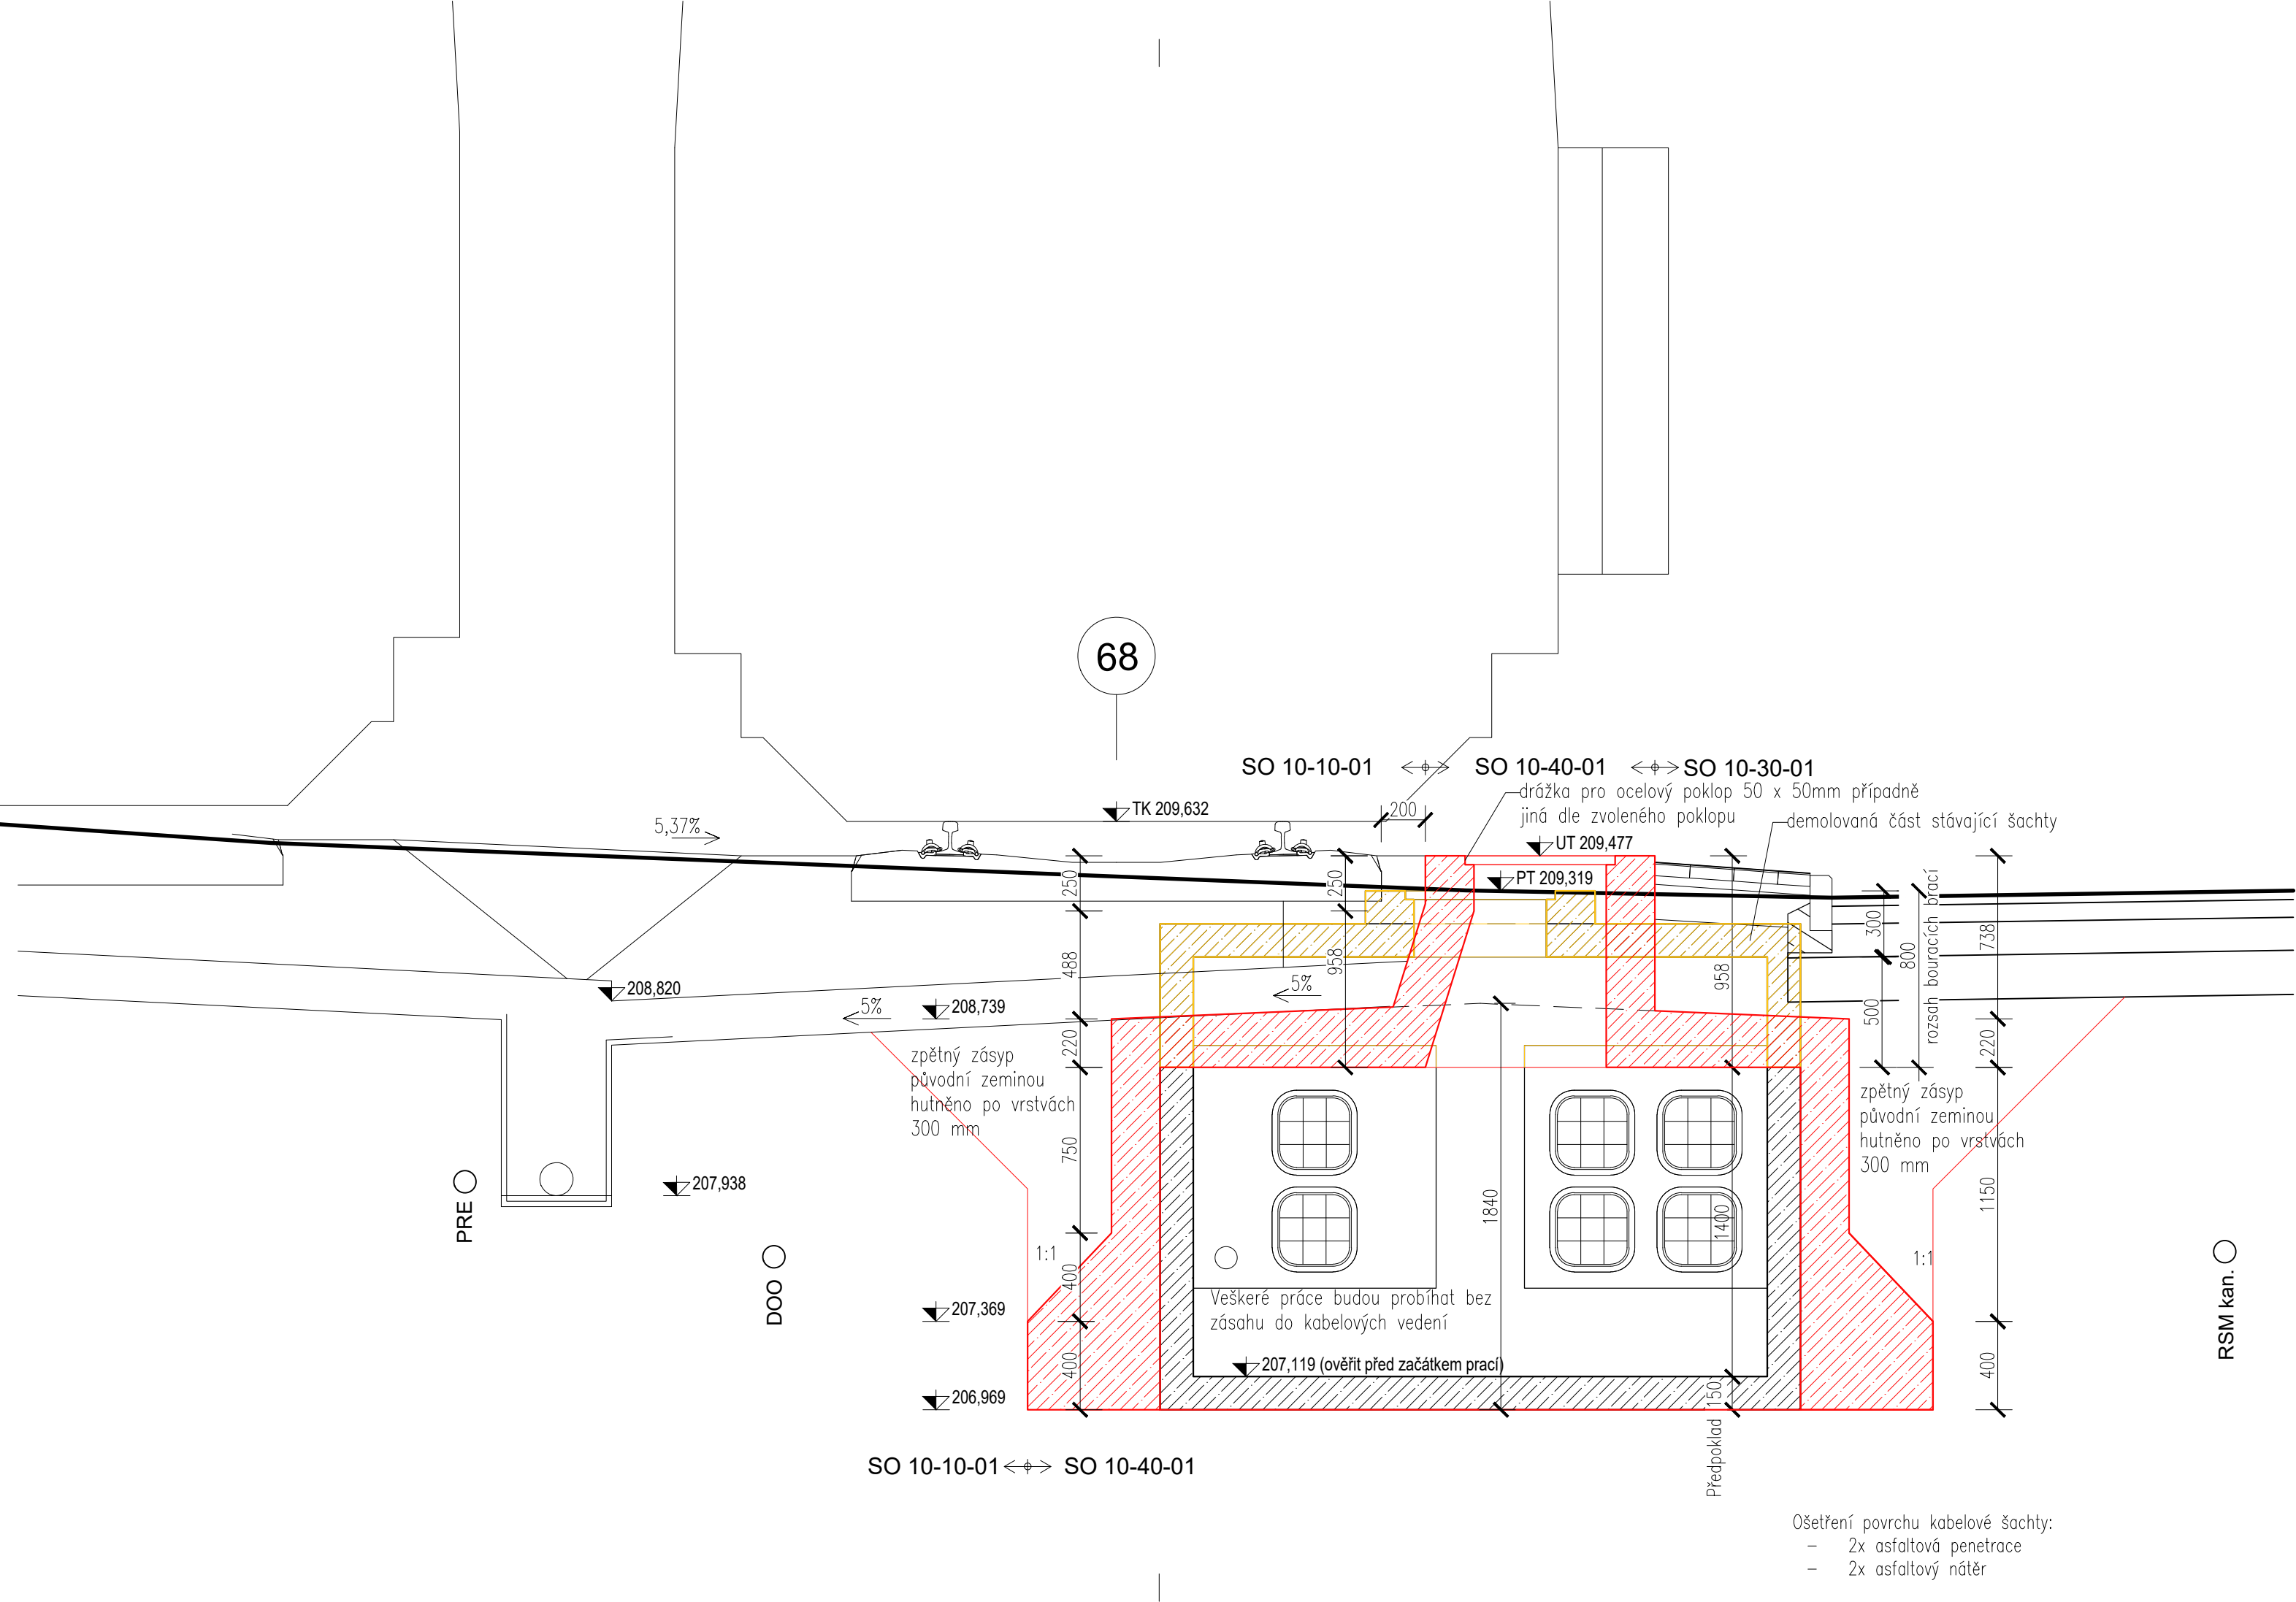 68
SO 10-10-01
SO 10-40-01
SO 10-30-01
drážka pro ocelový poklop 50 x 50mm případně
jiná dle zvoleného poklopu
TK 209,632
200
demolovaná část stávající šachty
5,37%
UT 209,477
PT 209,319
250
250
300
800
rozsah bouracích prací
738
488
958
958
5%
208,820
208,739
5%
500
220
220
zpětný zásyp
původní zeminou
hutněno po vrstvách
300 mm
zpětný zásyp
původní zeminou
hutněno po vrstvách
300 mm
750
207,938
PRE
DOO
1840
1400
1150
1:1
1:1
400
RSM kan.
Veškeré práce budou probíhat bez
zásahu do kabelových vedení
207,369
207,119 (ověřit před začátkem prací)
400
400
206,969
Předpoklad 150
SO 10-10-01
SO 10-40-01
Ošetření povrchu kabelové šachty:
- 2x asfaltová penetrace
- 2x asfaltový nátěr